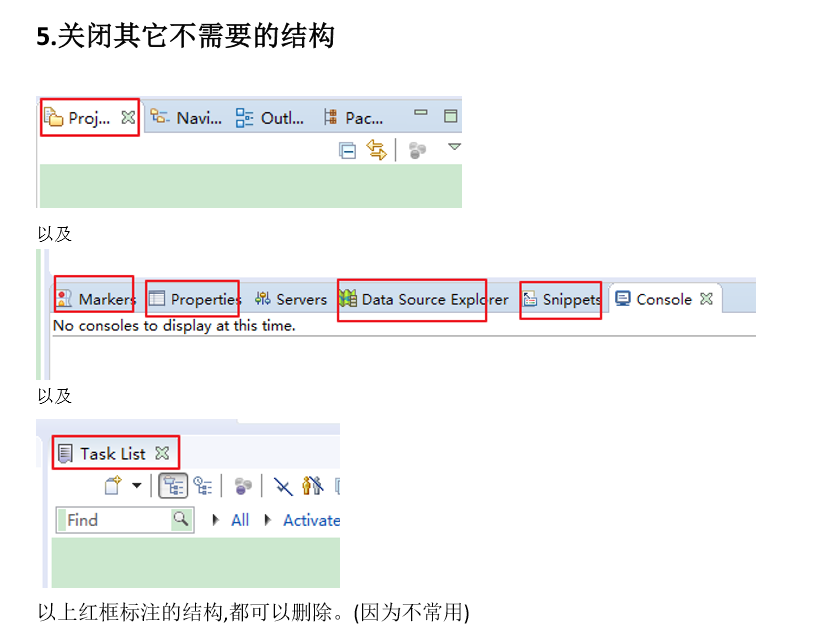 5.关闭其它不需要的结构
Proj... Navi... Outl... Pac...
以及
Markers Properties Servers Data Source Explorer Snippets Console
No consoles to display at this time.
以及
Task List
Find All Activate
以上红框标注的结构,都可以删除。(因为不常用)